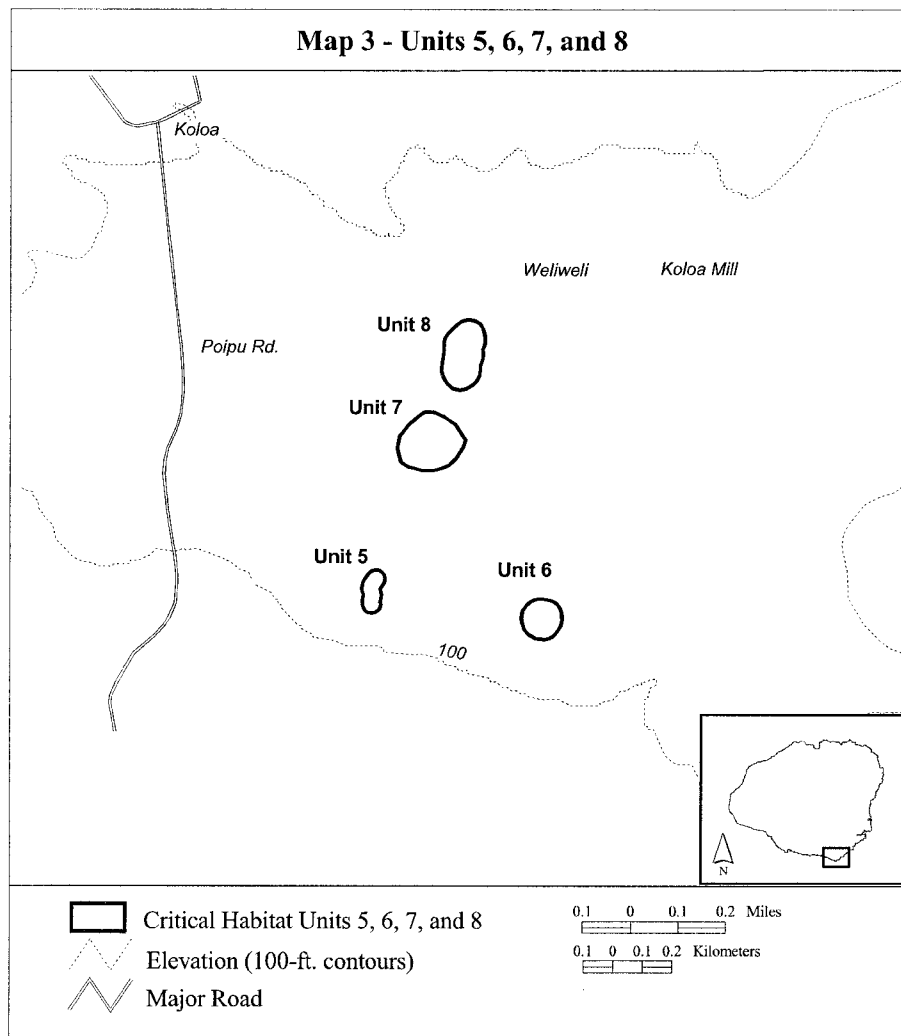 Map 3 - Units 5, 6, 7, and 8
Koloa
Weliweli
Koloa Mill
Unit 8
Poipu Rd.
Unit 7
Unit 5
Unit 6
100
N
Critical Habitat Units 5, 6, 7, and 8
Elevation (100-ft. contours)
Major Road
0.1 0 0.1 0.2 Miles
0.1 0 0.1 0.2 Kilometers